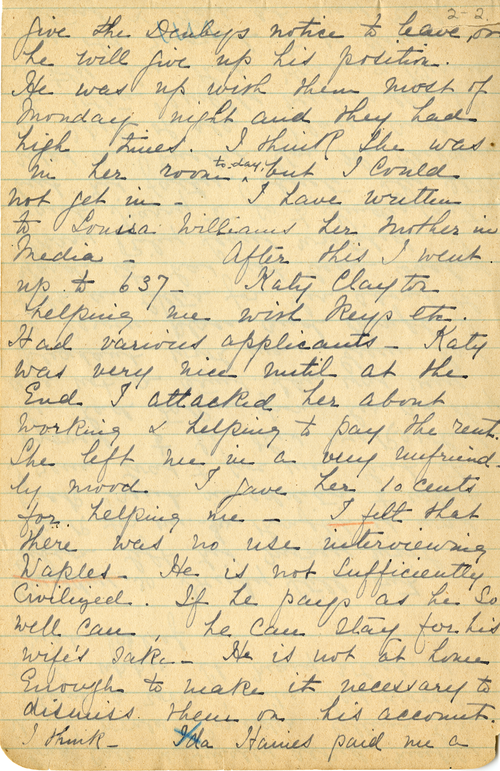 2-2.
give the Denbys notice to leave, or
he will give up his position.
He was up with them most of
Monday night and they had
high times. I think She was
in her room to-day, but I could
not get in - I have written
to Louisa Williams her Mother in
Media - After this I went
up to 637 - Katy Clayton
helping me with Keys etc.
Had various applicants - Katy
was very nice until at the
End I attacked her about
working & helping to pay the rent.
She left me in a very unfriend
ly mood I gave her 10 cents
for helping me - I felt that
there was no use interviewing
Waples - He is not Sufficiently
Civilized. If he pays as he So
well can, he can stay for his
wife's sake - He is not at home
Enough to make it necessary to
dismiss them on his account.
I think - Ida Haines paid me a